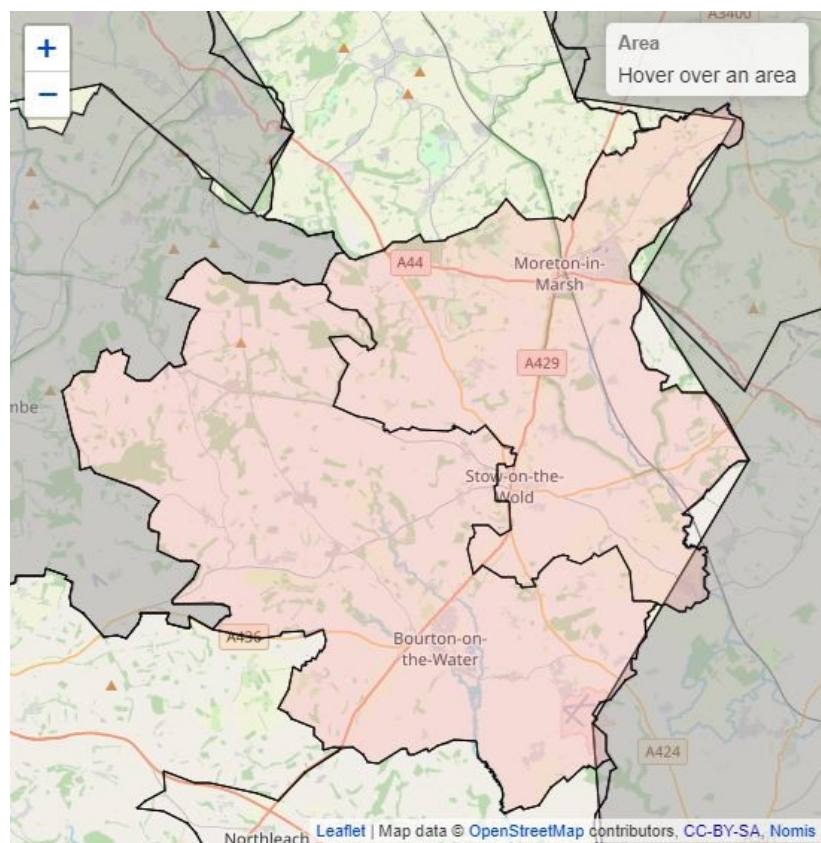 A3400
+
−
Area
Hover over an area
A44
Moreton-in-
Marsh
A429
mbe
Stow-on-the-
Wold
A436
Bourton-on-
the-Water
A424
Northleach
Leaflet | Map data © OpenStreetMap contributors, CC-BY-SA, Nomis